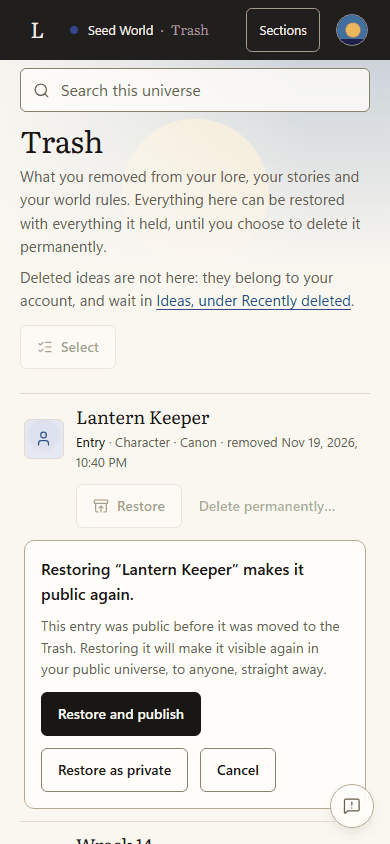 L Seed World · Trash Sections
Search this universe
Trash
What you removed from your lore, your stories and
your world rules. Everything here can be restored
with everything it held, until you choose to delete it
permanently.
Deleted ideas are not here: they belong to your
account, and wait in Ideas, under Recently deleted.
Select
Lantern Keeper
Entry · Character · Canon · removed Nov 19, 2026,
10:40 PM
Restore Delete permanently...
Restoring “Lantern Keeper” makes it
public again.
This entry was public before it was moved to the
Trash. Restoring it will make it visible again in
your public universe, to anyone, straight away.
Restore and publish
Restore as private Cancel